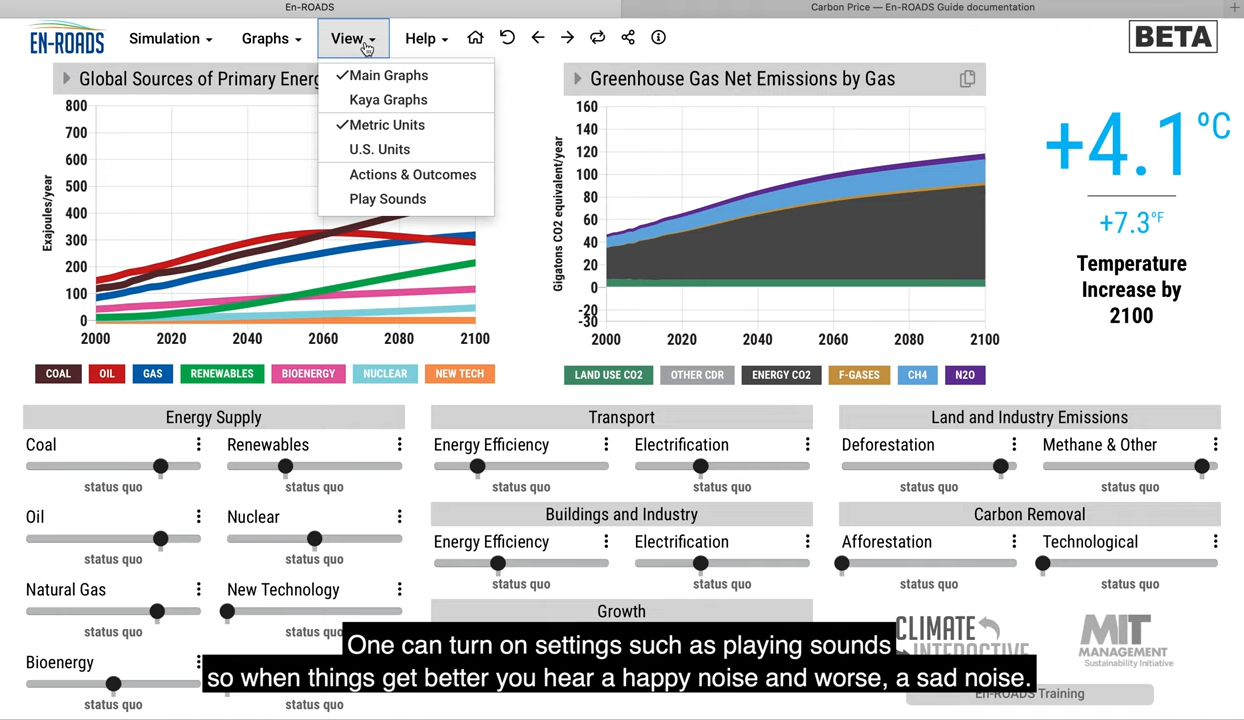 En-ROADS
Carbon Price — En-ROADS Guide documentation
EN-ROADS
Simulation
Graphs
View
Help
BETA
✓Main Graphs
Kaya Graphs
✓Metric Units
U.S. Units
Actions & Outcomes
Play Sounds
Global Sources of Primary Energ
Exajoules/year
800
700
600
500
400
300
200
100
0
2000 2020 2040 2060 2080 2100
COAL OIL GAS RENEWABLES BIOENERGY NUCLEAR NEW TECH
Greenhouse Gas Net Emissions by Gas
Gigatons CO2 equivalent/year
160
140
120
100
80
60
40
20
0
-20
-30
2000 2020 2040 2060 2080 2100
LAND USE CO2 OTHER CDR ENERGY CO2 F-GASES CH4 N2O
+4.1ºC
+7.3ºF
Temperature
Increase by
2100
Energy Supply
Coal Renewables
status quo status quo
Oil Nuclear
status quo status quo
Natural Gas New Technology
status quo status quo
Bioenergy
status quo
Transport
Energy Efficiency Electrification
status quo status quo
Buildings and Industry
Energy Efficiency Electrification
status quo status quo
Growth
Land and Industry Emissions
Deforestation Methane & Other
status quo status quo
Carbon Removal
Afforestation Technological
status quo status quo
CLIMATE
INTERACTIVE
MIT
MANAGEMENT
Sustainability Initiative
En-ROADS Training
One can turn on settings such as playing sounds
so when things get better you hear a happy noise and worse, a sad noise.